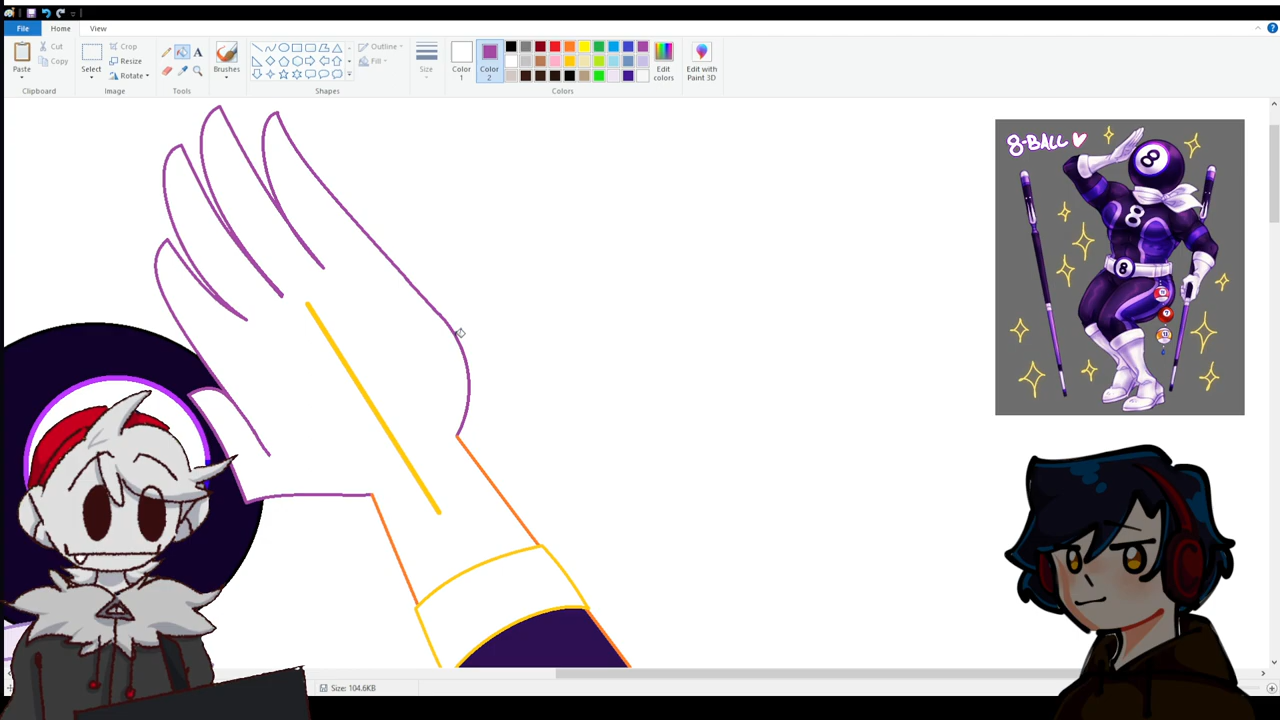 File
Home
View
Paste
Cut
Copy
Clipboard
Select
Crop
Resize
Rotate
Image
A
Tools
Brushes
Outline
Fill
Shapes
Size
Color 1
Color 2
Edit colors
Colors
Edit with Paint 3D
8-BALL
8
8
8
Size: 104.6KB